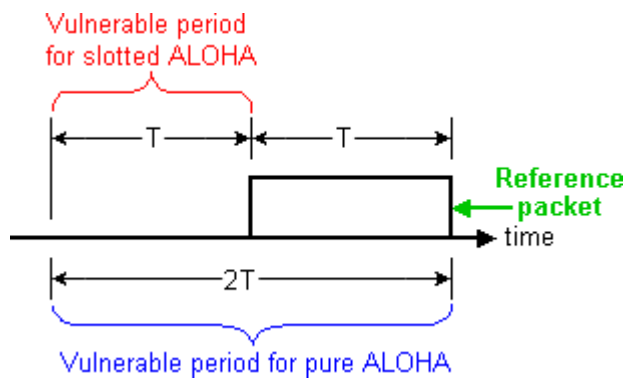 Vulnerable period
for slotted ALOHA
T
T
Reference
packet
time
2T
Vulnerable period for pure ALOHA